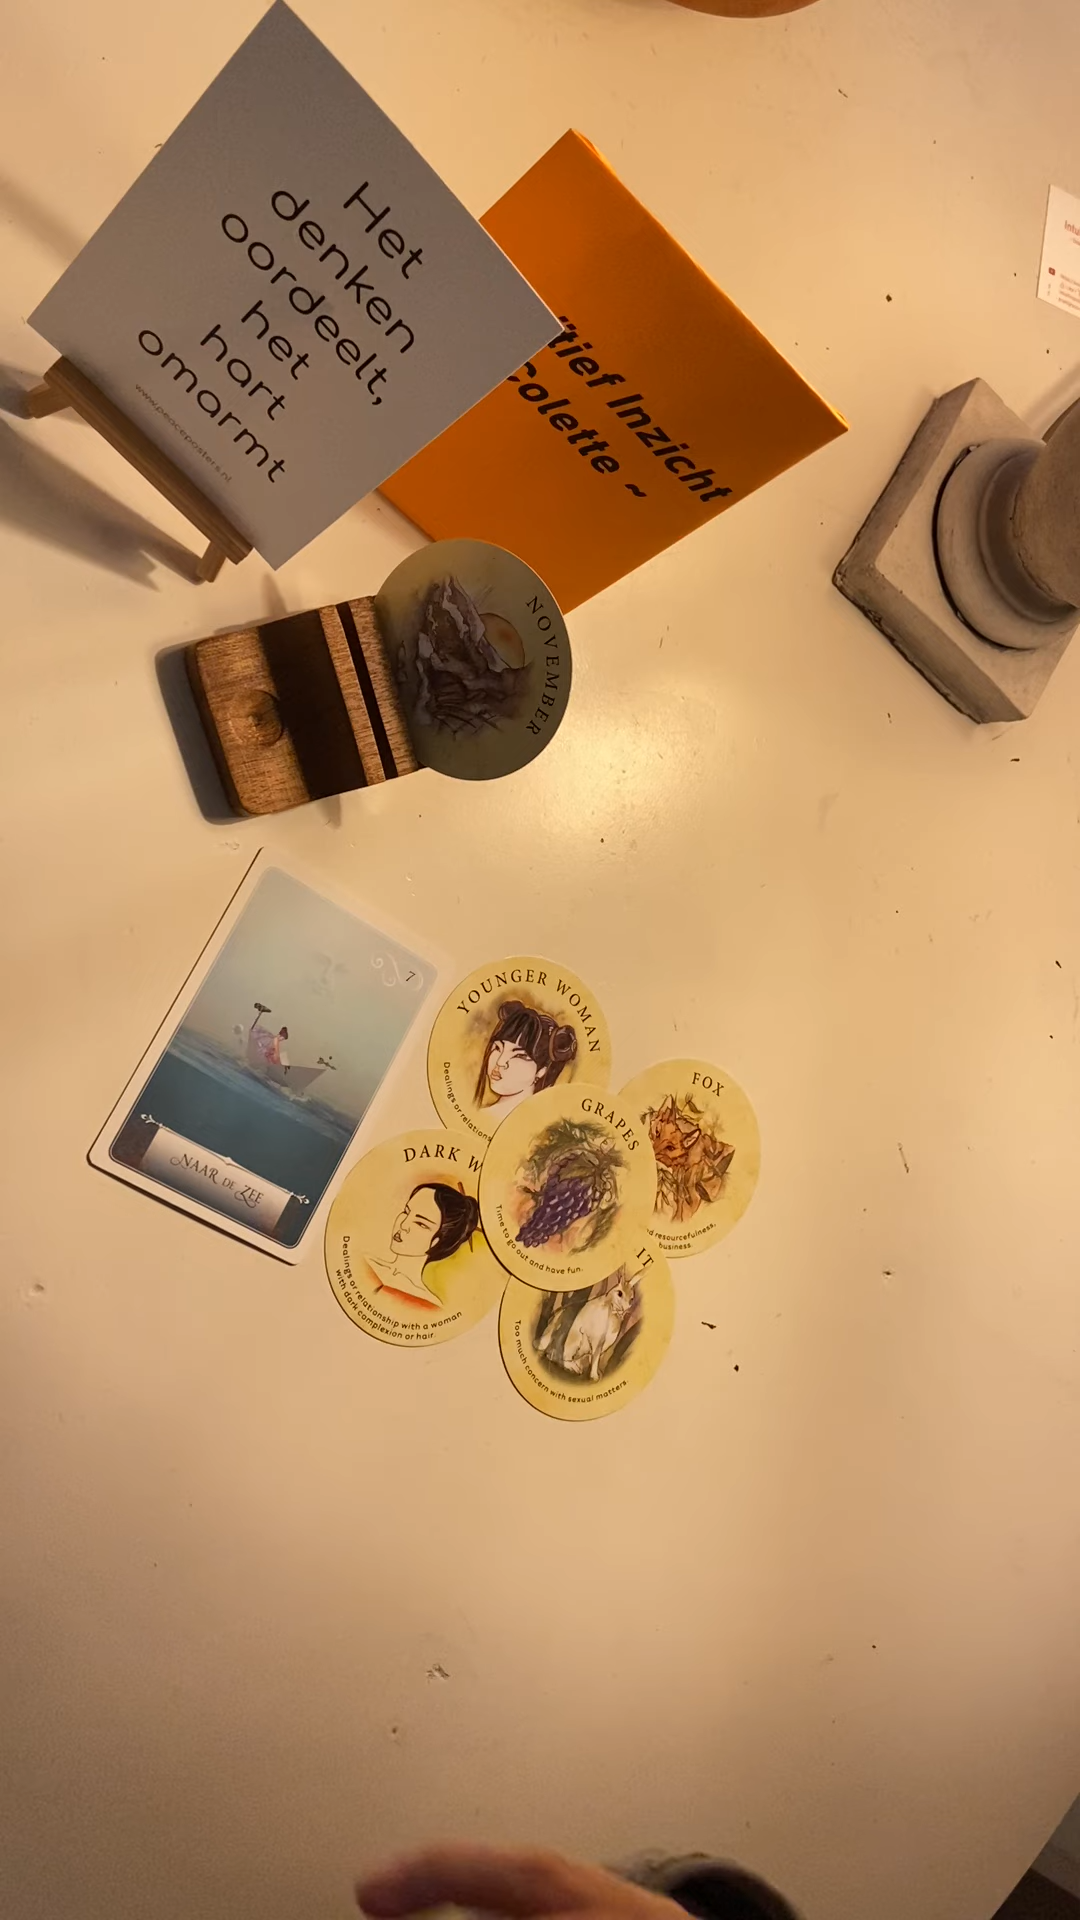 Het
denken
oordeelt,
het
hart
omarmt
www.peaceposters.nl
Inzicht
Colette ~
NOVEMBER
7
NAAR DE ZEE
YOUNGER WOMAN
Dealings or relations
FOX
resourcefulness,
business.
GRAPES
Time to go out and have fun.
DARK W
Dealings or relationship with a woman
with dark complexion or hair.
IT
Too much concern with sexual matters.